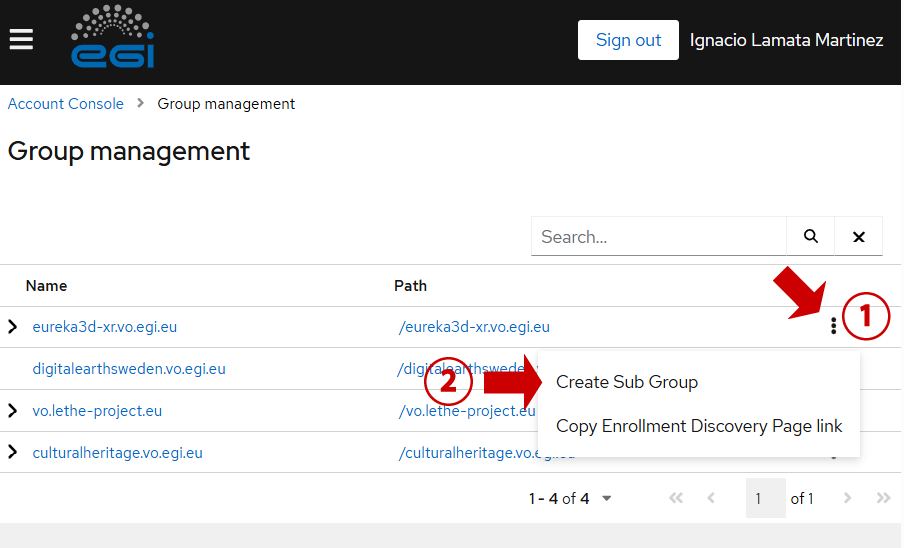 egi
Sign out
Ignacio Lamata Martinez
Account Console > Group management
Group management
Search...
Name Path
eureka3d-xr.vo.egi.eu /eureka3d-xr.vo.egi.eu
1
digitalearthsweden.vo.egi.eu /digitalearthsweden.v
2
Create Sub Group
vo.lethe-project.eu /vo.lethe-project.eu
Copy Enrollment Discovery Page link
culturalheritage.vo.egi.eu /culturalheritage.vo.egi.eu
1 - 4 of 4
1 of 1